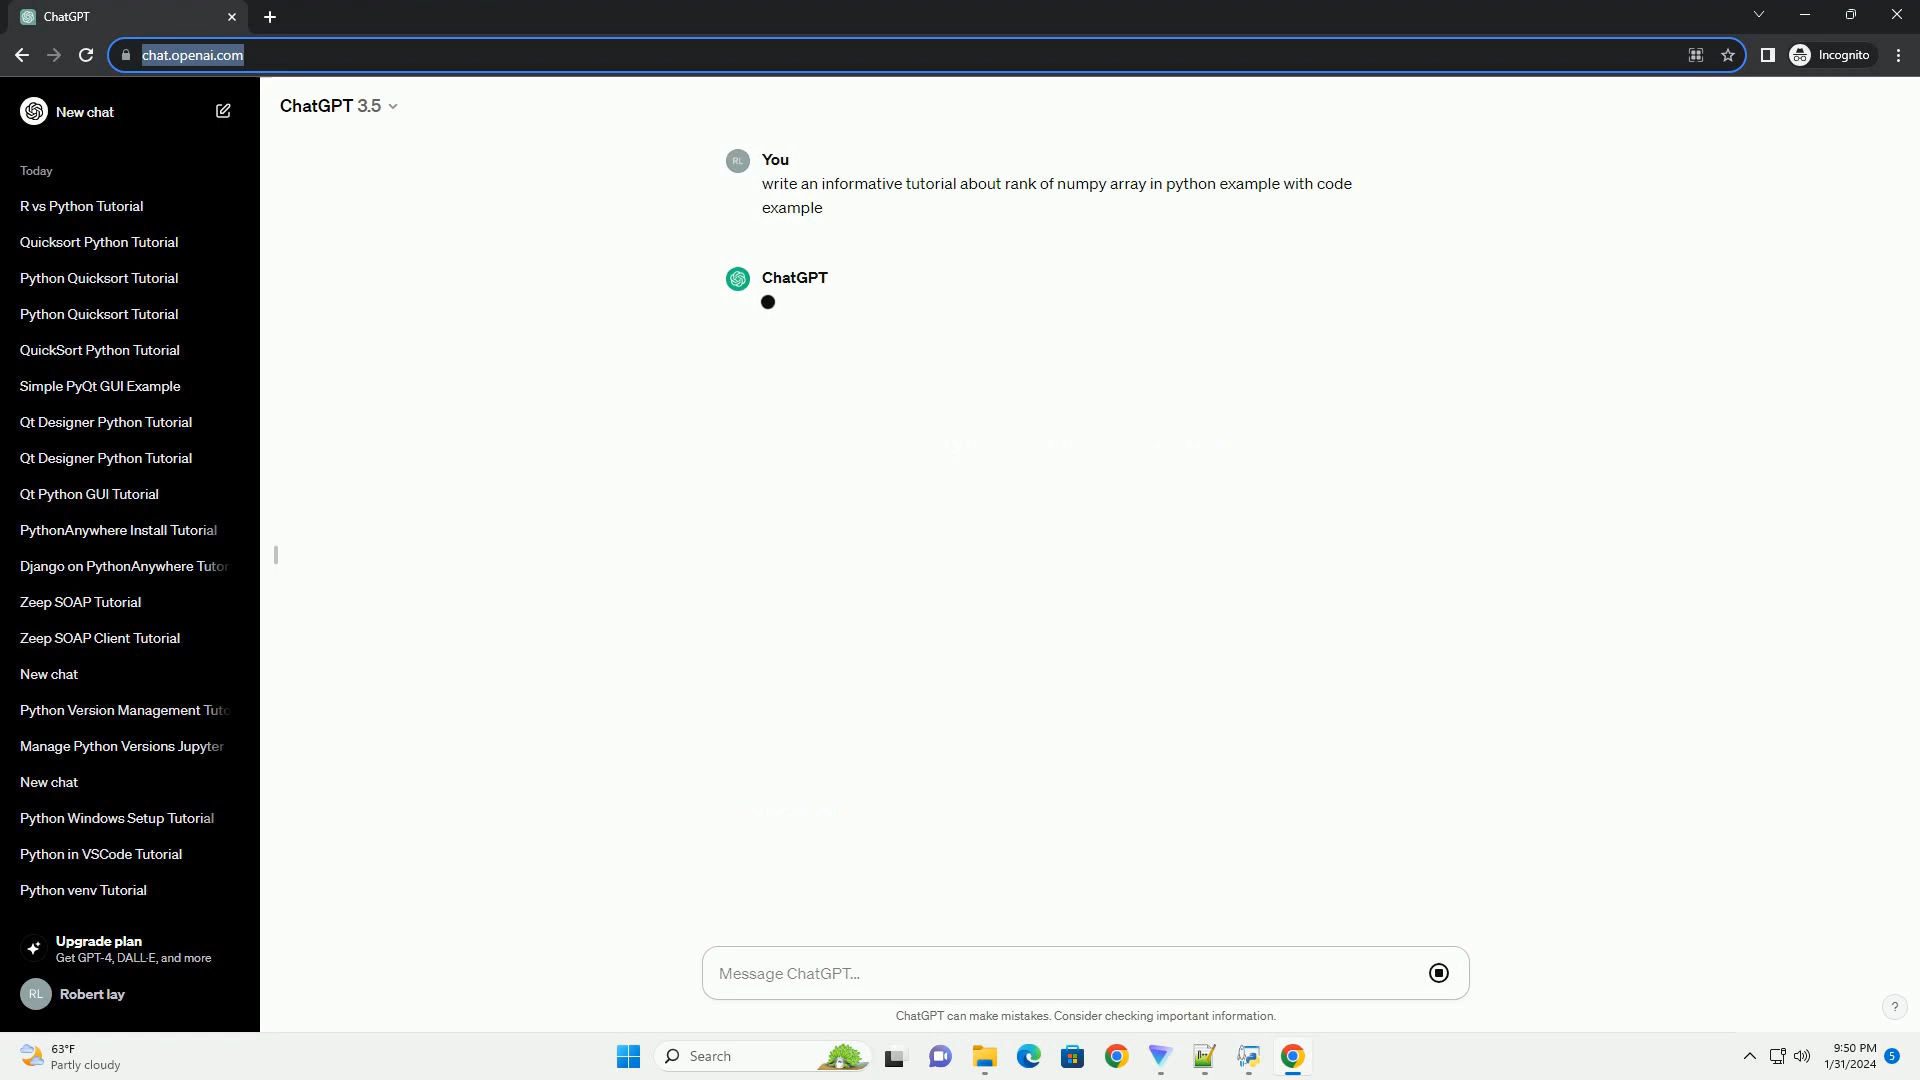 ChatGPT
chat.openai.com
Incognito
New chat
ChatGPT 3.5
Today
R vs Python Tutorial
Quicksort Python Tutorial
Python Quicksort Tutorial
Python Quicksort Tutorial
QuickSort Python Tutorial
Simple PyQt GUI Example
Qt Designer Python Tutorial
Qt Designer Python Tutorial
Qt Python GUI Tutorial
PythonAnywhere Install Tutorial
Django on PythonAnywhere Tutor
Zeep SOAP Tutorial
Zeep SOAP Client Tutorial
New chat
Python Version Management Tuto
Manage Python Versions Jupyter
New chat
Python Windows Setup Tutorial
Python in VSCode Tutorial
Python venv Tutorial
Upgrade plan
Get GPT-4, DALL·E, and more
RL Robert lay
RL You
write an informative tutorial about rank of numpy array in python example with code
example
ChatGPT
Message ChatGPT...
ChatGPT can make mistakes. Consider checking important information.
?
63°F
Partly cloudy
Search
9:50 PM
1/31/2024
5